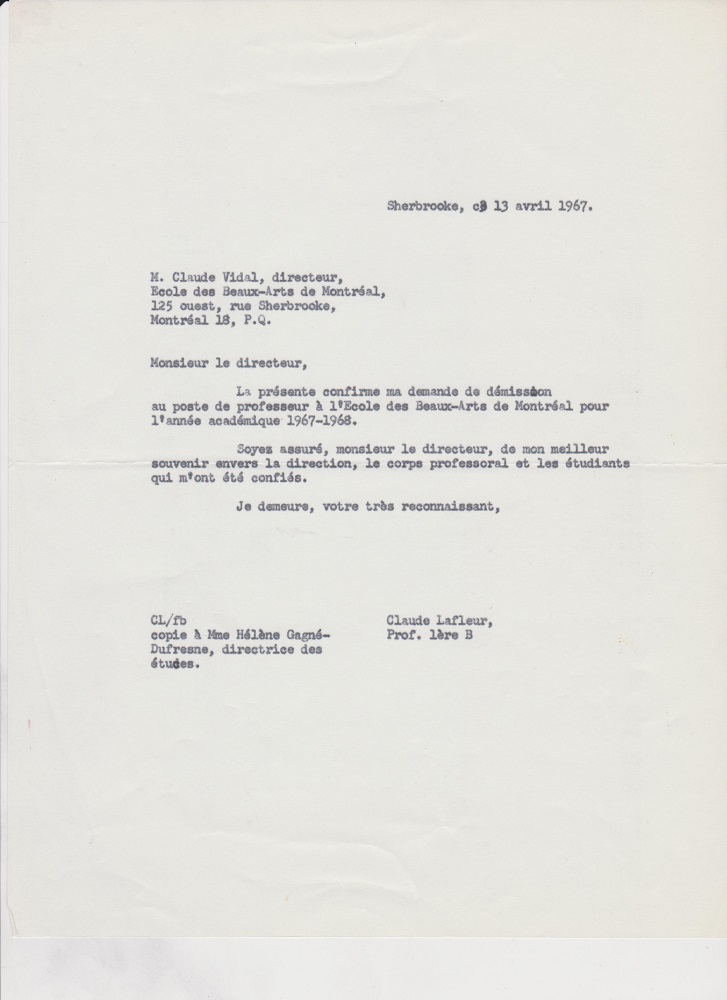 Sherbrooke, ce 13 avril 1967.
M. Claude Vidal, directeur,
Ecole des Beaux-Arts de Montréal,
125 ouest, rue Sherbrooke,
Montréal 18, P.Q.
Monsieur le directeur,
La présente confirme ma demande de démission
au poste de professeur à l'Ecole des Beaux-Arts de Montréal pour
l'année académique 1967-1968.
Soyez assuré, monsieur le directeur, de mon meilleur
souvenir envers la direction, le corps professoral et les étudiants
qui m'ont été confiés.
Je demeure, votre très reconnaissant,
CL/fb
copie à Mme Hélène Gagné-
Dufresne, directrice des
études.
Claude Lafleur,
Prof. 1ère B